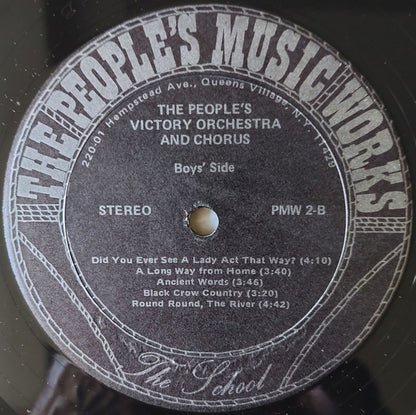 THE PEOPLE'S MUSIC WORKS
220-01 Hempstead Ave., Queens Village, N.Y. 11429
THE PEOPLE'S
VICTORY ORCHESTRA
AND CHORUS
Boys' Side
STEREO
PMW 2-B
Did You Ever See A Lady Act That Way? (4:10)
A Long Way from Home (3:40)
Ancient Words (3:46)
Black Crow Country (3:20)
Round Round, The River (4:42)
The School